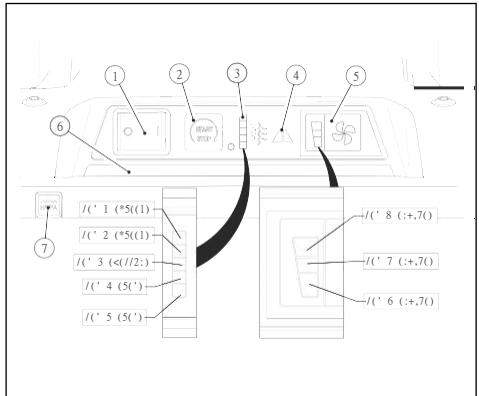 1
2
3
4
5
6
START
STOP
7
/(' 1 (*5((1)
/(' 2 (*5((1)
/(' 3 (<(//2:)
/(' 4 (5(')
/(' 5 (5(')
/(' 8 (:+,7()
/(' 7 (:+,7()
/(' 6 (:+,7()